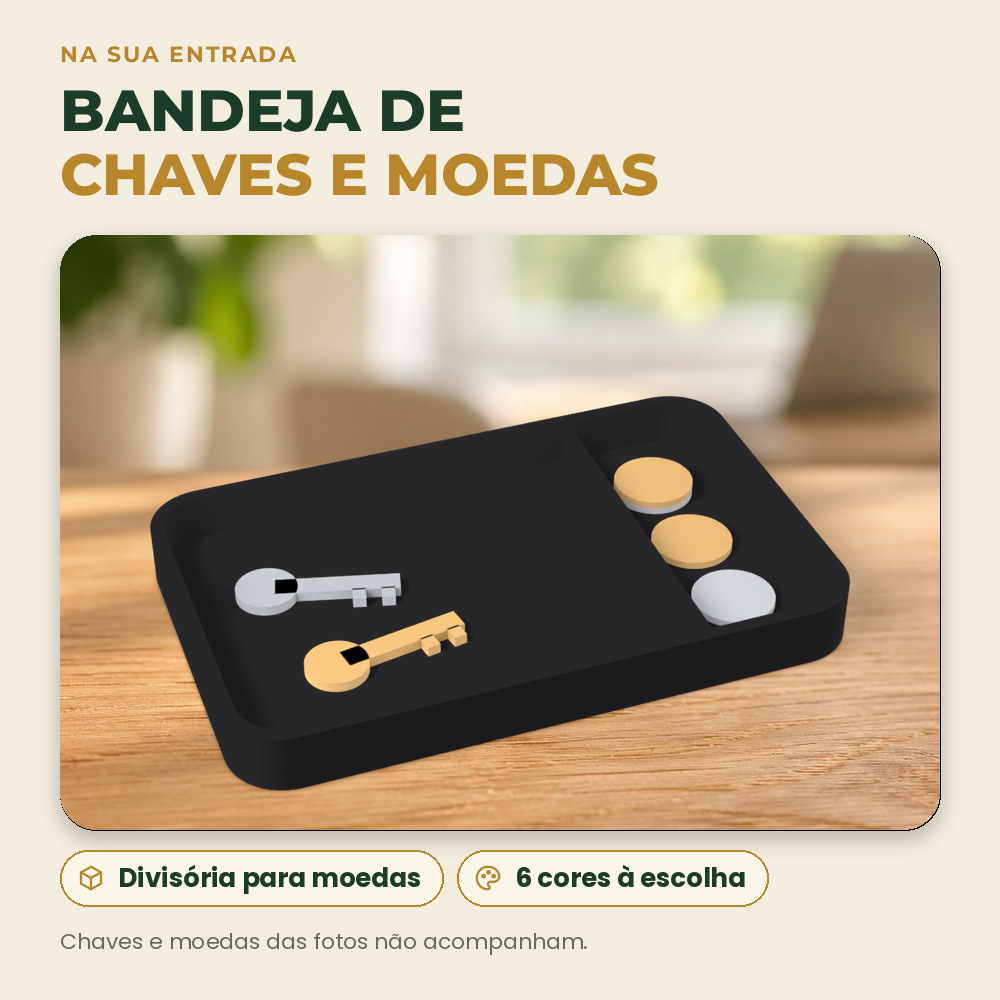 NA SUA ENTRADA
BANDEJA DE
CHAVES E MOEDAS
Divisória para moedas
6 cores à escolha
Chaves e moedas das fotos não acompanham.